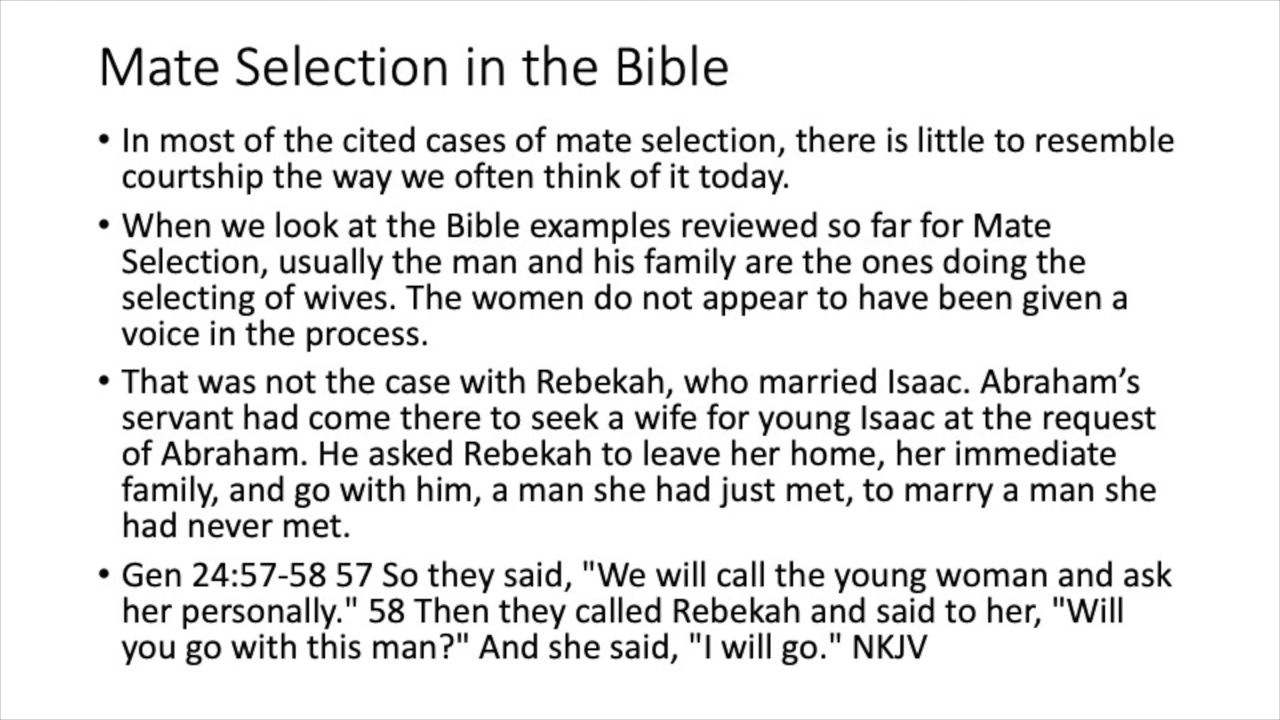 Mate Selection in the Bible
• In most of the cited cases of mate selection, there is little to resemble
courtship the way we often think of it today.
• When we look at the Bible examples reviewed so far for Mate
Selection, usually the man and his family are the ones doing the
selecting of wives. The women do not appear to have been given a
voice in the process.
• That was not the case with Rebekah, who married Isaac. Abraham’s
servant had come there to seek a wife for young Isaac at the request
of Abraham. He asked Rebekah to leave her home, her immediate
family, and go with him, a man she had just met, to marry a man she
had never met.
• Gen 24:57-58 57 So they said, "We will call the young woman and ask
her personally." 58 Then they called Rebekah and said to her, "Will
you go with this man?" And she said, "I will go." NKJV